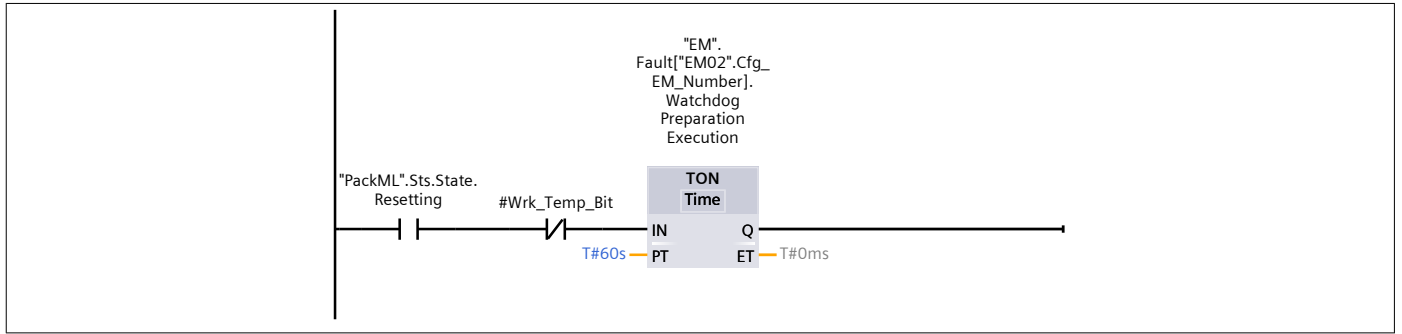 "EM".
Fault["EM02".Cfg_
EM_Number].
Watchdog
Preparation
Execution
TON
Time
"PackML".Sts.State.
Resetting
#Wrk_Temp_Bit
IN
Q
T#60s
PT
ET
T#0ms